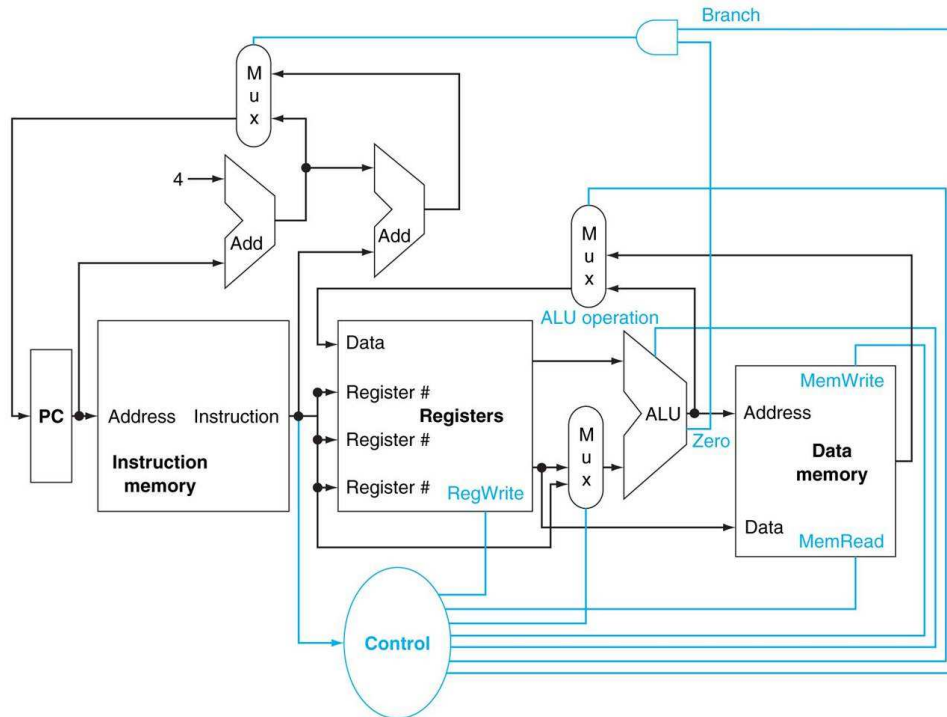 Branch
M
u
x
4
Add
Add
M
u
x
ALU operation
Data
Register #
Register #
Register #
Registers
RegWrite
PC
Address
Instruction
Instruction
memory
M
u
x
ALU
Zero
MemWrite
Address
Data
memory
Data
MemRead
Control